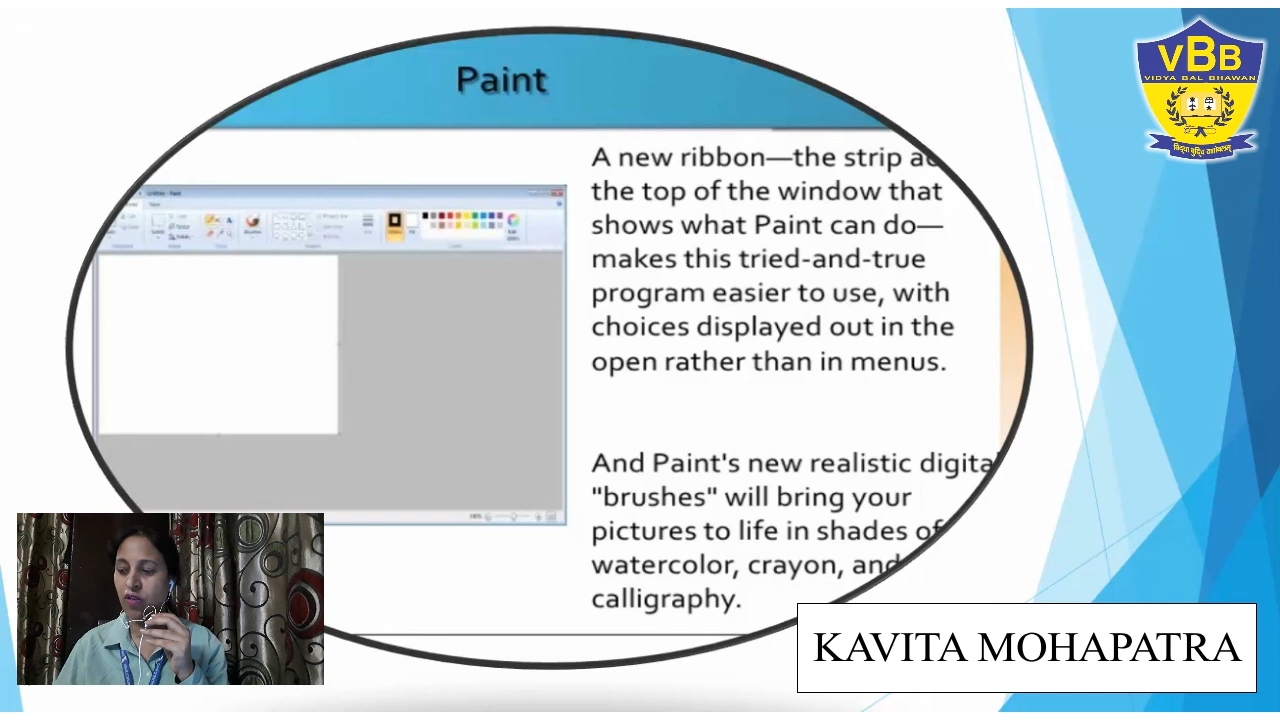 VBB
VIDYA BAL BHAWAN
Paint
A new ribbon—the strip
the top of the window that
shows what Paint can do—
makes this tried-and-true
program easier to use, with
choices displayed out in the
open rather than in menus.
And Paint's new realistic digital
"brushes" will bring your
pictures to life in shades of
watercolor, crayon, and
calligraphy.
KAVITA MOHAPATRA